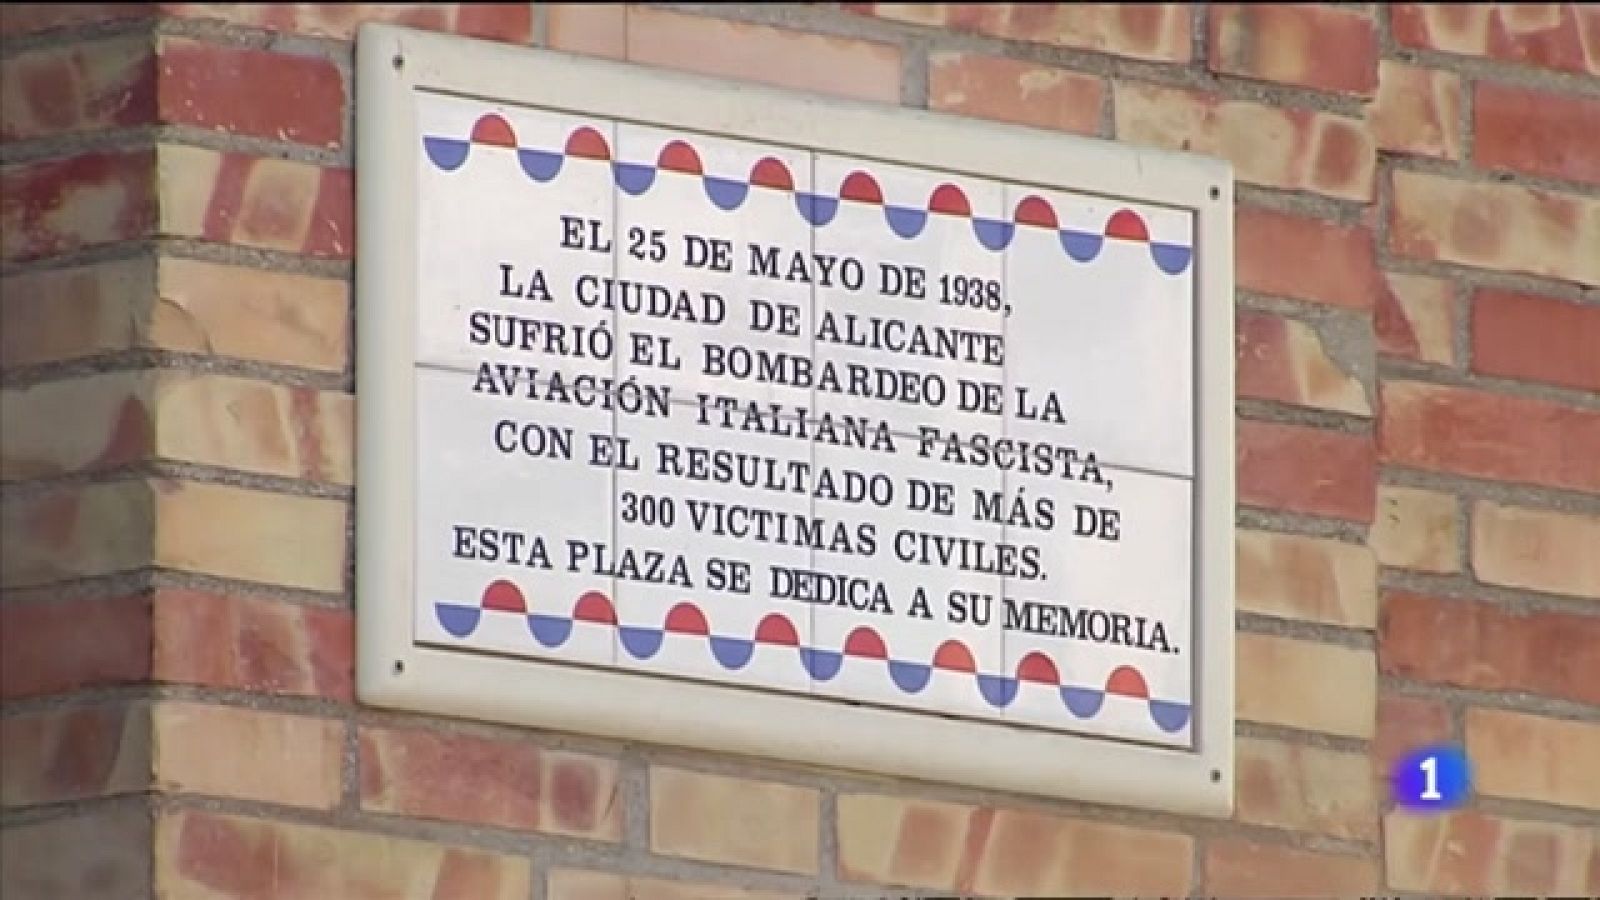 EL 25 DE MAYO DE 1938,
LA CIUDAD DE ALICANTE
SUFRIÓ EL BOMBARDEO DE LA
AVIACIÓN ITALIANA FASCISTA,
CON EL RESULTADO DE MÁS DE
300 VICTIMAS CIVILES.
ESTA PLAZA SE DEDICA A SU MEMORIA.
1